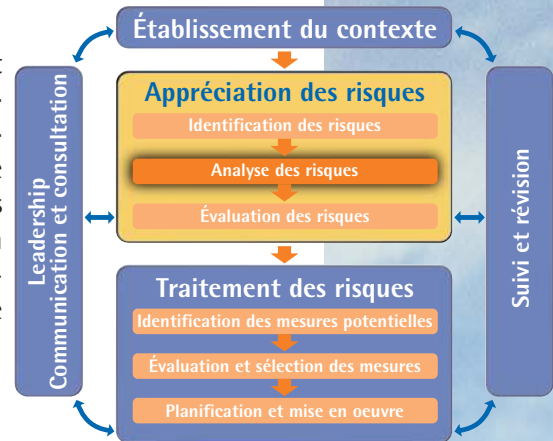 Établissement du contexte
Leadership
Communication et consultation
Appréciation des risques
Identification des risques
Analyse des risques
Évaluation des risques
Traitement des risques
Identification des mesures potentielles
Évaluation et sélection des mesures
Planification et mise en oeuvre
Suivi et révision